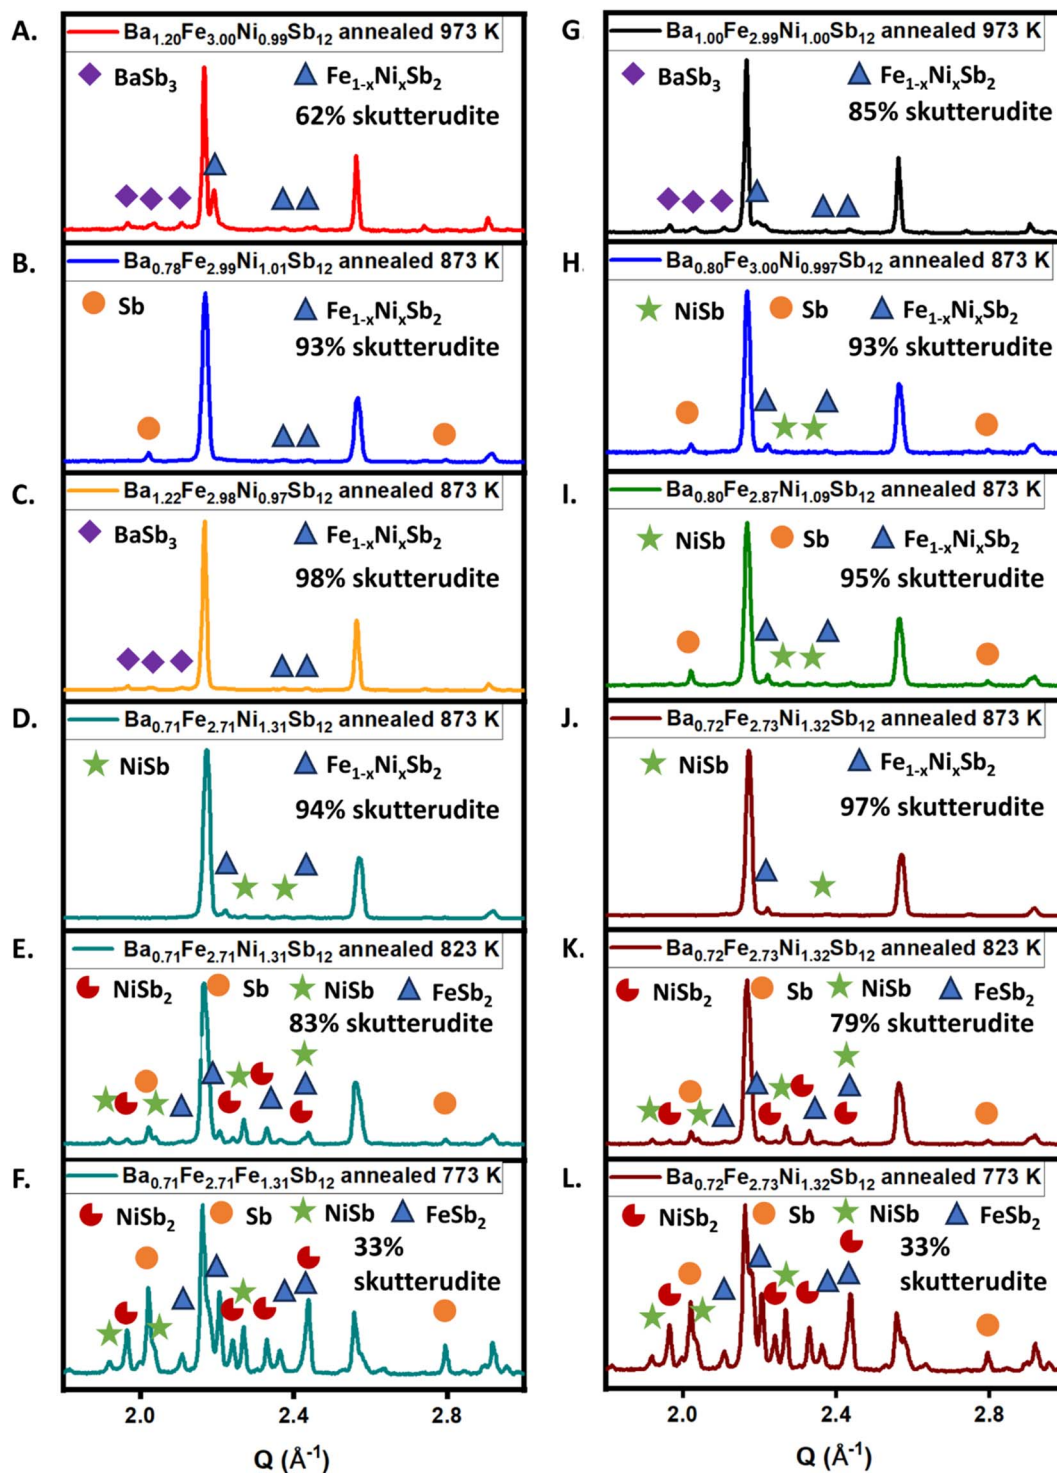 A.
Ba1.20Fe3.00Ni0.99Sb12 annealed 973 K
BaSb3
Fe1-xNixSb2
62% skutterudite
B.
Ba0.78Fe2.99Ni1.01Sb12 annealed 873 K
Sb
Fe1-xNixSb2
93% skutterudite
C.
Ba1.22Fe2.98Ni0.97Sb12 annealed 873 K
BaSb3
Fe1-xNixSb2
98% skutterudite
D.
Ba0.71Fe2.71Ni1.31Sb12 annealed 873 K
NiSb
Fe1-xNixSb2
94% skutterudite
E.
Ba0.71Fe2.71Ni1.31Sb12 annealed 823 K
NiSb2
Sb
NiSb
FeSb2
83% skutterudite
F.
Ba0.71Fe2.71Fe1.31Sb12 annealed 773 K
NiSb2
Sb
NiSb
FeSb2
33%
skutterudite
2.0
2.4
2.8
Q (Å-1)
G.
Ba1.00Fe2.99Ni1.00Sb12 annealed 973 K
BaSb3
Fe1-xNixSb2
85% skutterudite
H.
Ba0.80Fe3.00Ni0.997Sb12 annealed 873 K
NiSb
Sb
Fe1-xNixSb2
93% skutterudite
I.
Ba0.80Fe2.87Ni1.09Sb12 annealed 873 K
NiSb
Sb
Fe1-xNixSb2
95% skutterudite
J.
Ba0.72Fe2.73Ni1.32Sb12 annealed 873 K
NiSb
Fe1-xNixSb2
97% skutterudite
K.
Ba0.72Fe2.73Ni1.32Sb12 annealed 823 K
NiSb2
Sb
NiSb
FeSb2
79% skutterudite
L.
Ba0.72Fe2.73Ni1.32Sb12 annealed 773 K
NiSb2
Sb
NiSb
FeSb2
33%
skutterudite
2.0
2.4
2.8
Q (Å-1)